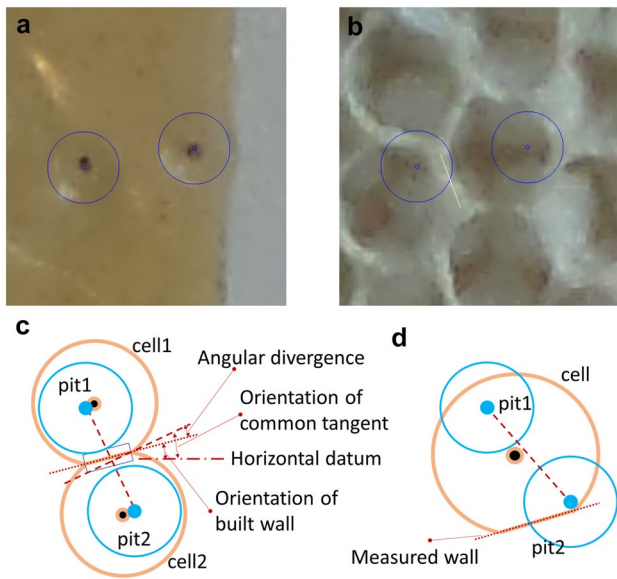 a
b
c
cell1
pit1
Angular divergence
Orientation of
common tangent
Horizontal datum
Orientation of
built wall
pit2
cell2
d
cell
pit1
pit2
Measured wall